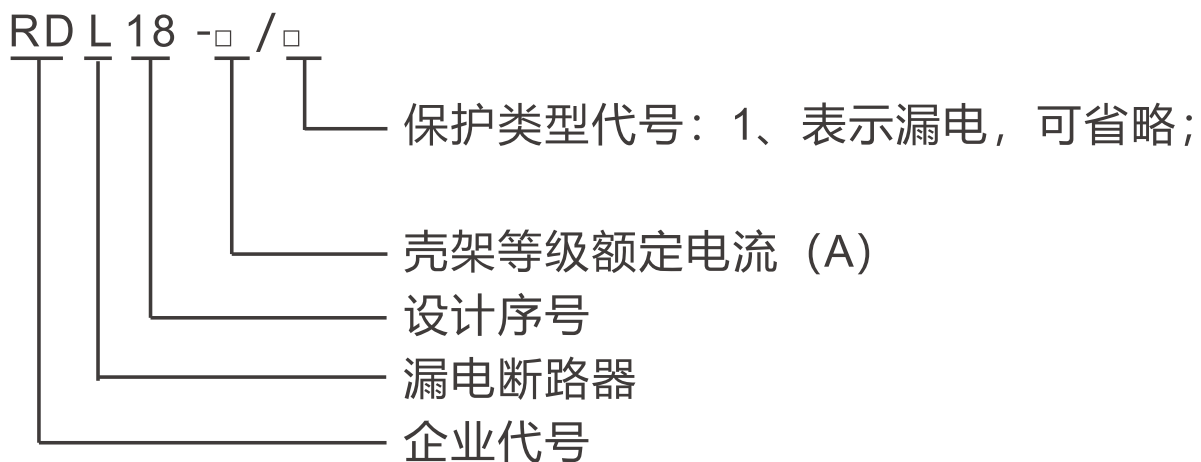 RD L 18 -□ /□
保护类型代号：1、表示漏电，可省略；
壳架等级额定电流（A）
设计序号
漏电断路器
企业代号